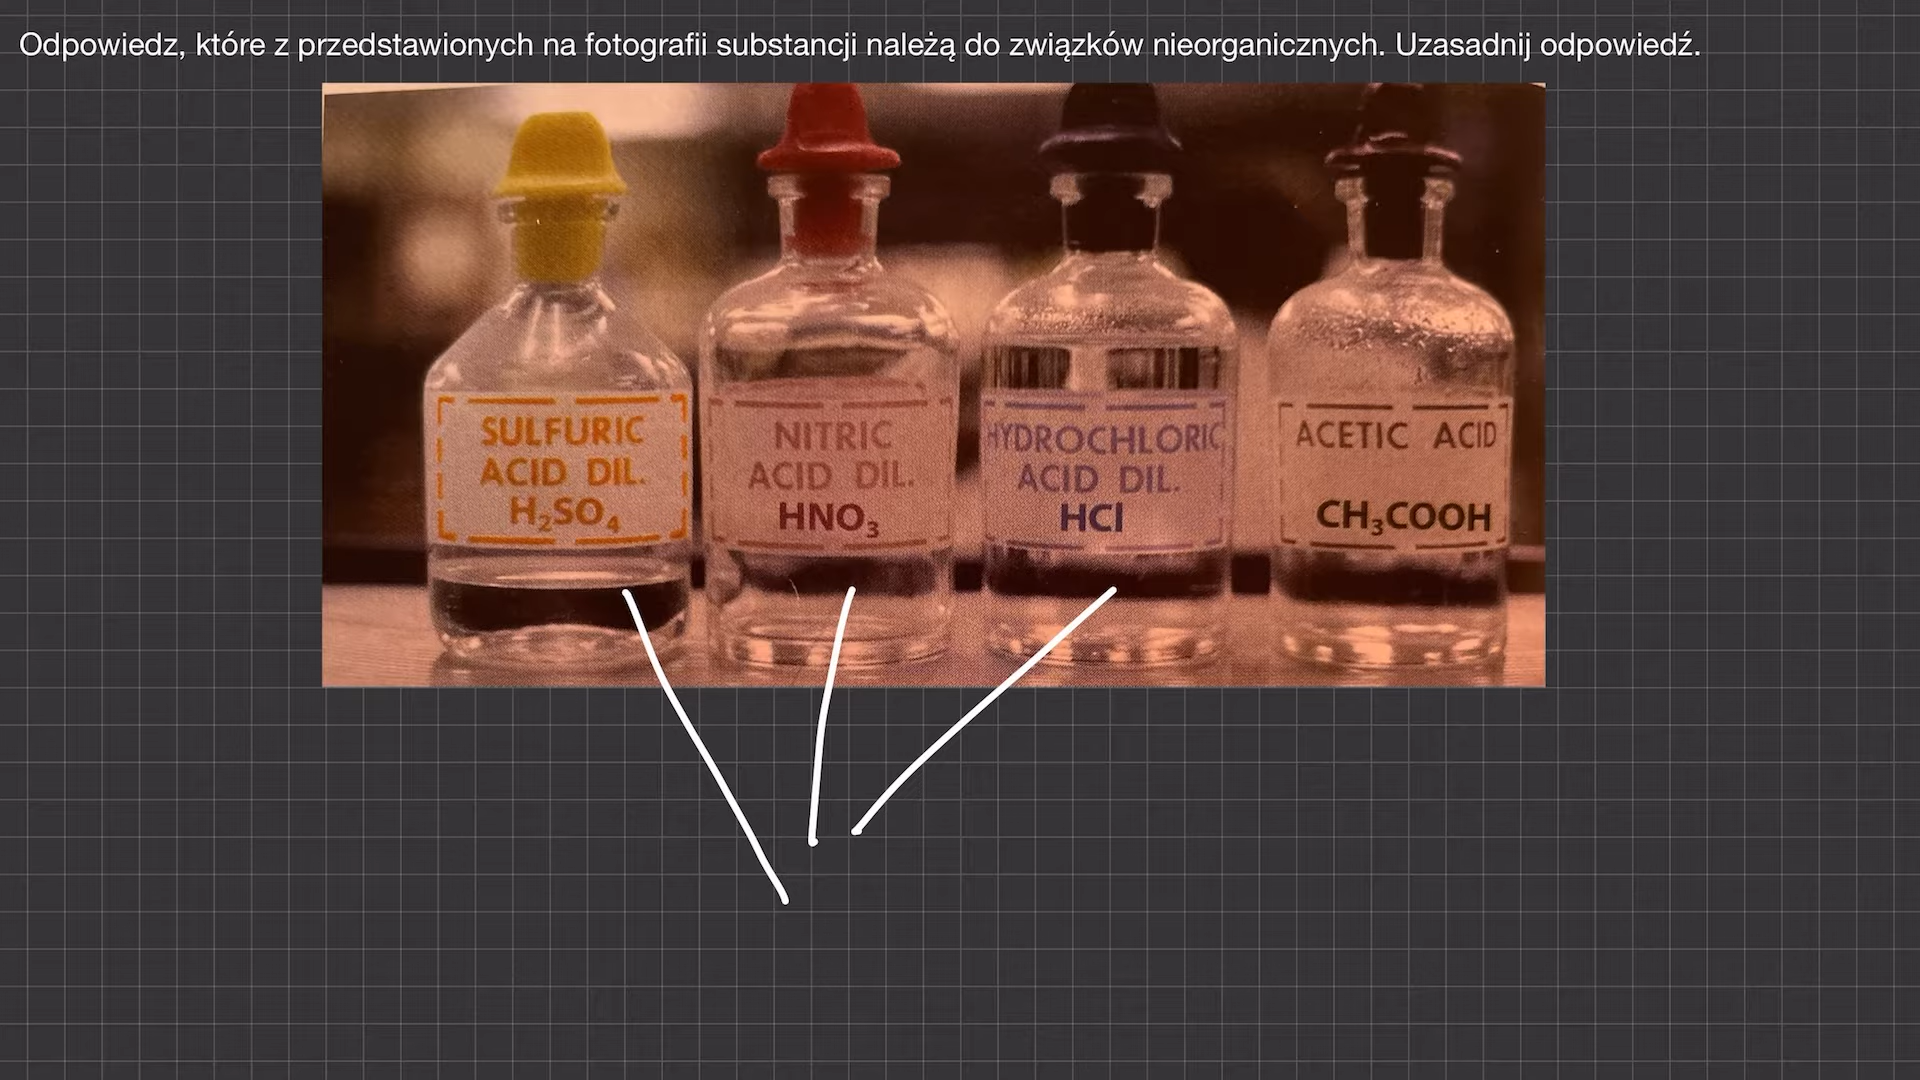 Odpowiedz, które z przedstawionych na fotografii substancji należą do związków nieorganicznych. Uzasadnij odpowiedź.
SULFURIC
ACID DIL.
H₂SO₄
NITRIC
ACID DIL.
HNO₃
HYDROCHLORIC
ACID DIL.
HCl
ACETIC ACID
CH₃COOH